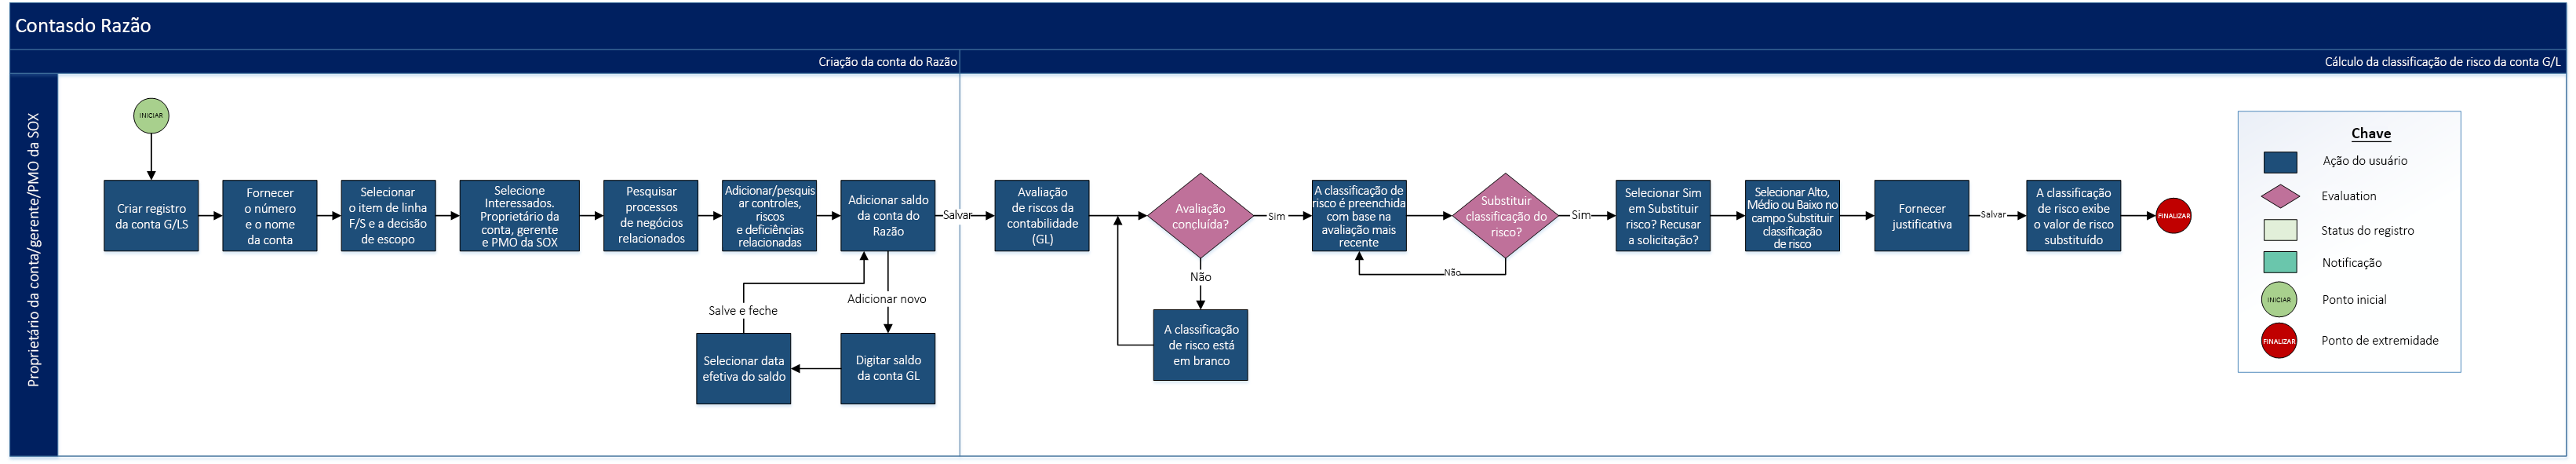 Contasdo Razão
Criação da conta do Razão
Cálculo da classificação de risco da conta G/L
Proprietário da conta/gerente/PMO da SOX
INICIAR
Criar registro
da conta G/LS
Fornecer
o número
e o nome
da conta
Selecionar
o item de linha
F/S e a decisão
de escopo
Selecione
Interessados.
Proprietário da
conta, gerente
e PMO da SOX
Pesquisar
processos
de negócios
relacionados
Adicionar/pesquis
ar controles,
riscos
e deficiências
relacionadas
Adicionar saldo
da conta do
Razão
Salvar
Adicionar novo
Digitar saldo
da conta GL
Selecionar data
efetiva do saldo
Salve e feche
Avaliação
de riscos da
contabilidade
(GL)
Avaliação
concluída?
Sim
Não
A classificação
de risco está
em branco
A classificação de
risco é preenchida
com base na
avaliação mais
recente
Substituir
classificação do
risco?
Não
Sim
Selecionar Sim
em Substituir
risco? Recusar
a solicitação?
Selecionar Alto,
Médio ou Baixo no
campo Substituir
classificação
de risco
Fornecer
justificativa
Salvar
A classificação
de risco exibe
o valor de risco
substituído
FINALIZAR
Chave
Ação do usuário
Evaluation
Status do registro
Notificação
INICIAR
Ponto inicial
FINALIZAR
Ponto de extremidade